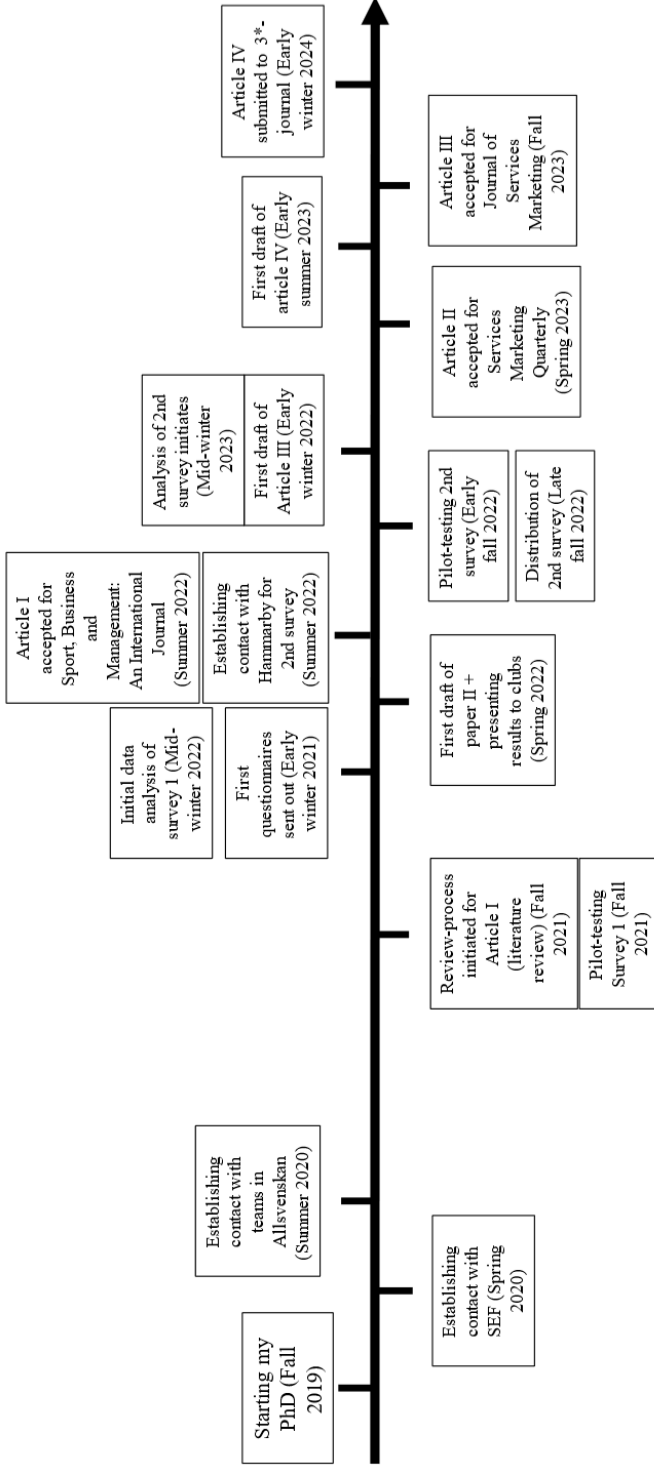 Starting my
PhD (Fall
2019)
Establishing
contact with
SEF (Spring
2020)
Establishing
contact with
teams in
Allsvenskan
(Summer 2020)
Review-process
initiated for
Article I
(literature
review) (Fall
2021)
Pilot-testing
Survey 1 (Fall
2021)
Initial data
analysis of
survey 1 (Mid-
winter 2022)
First
questionnaires
sent out (Early
winter 2021)
First draft of
paper II +
presenting
results to clubs
(Spring 2022)
Article I
accepted for
Sport, Business
and
Management:
An International
Journal
(Summer 2022)
Establishing
contact with
Hammarby for
2nd survey
(Summer 2022)
Pilot-testing 2nd
survey (Early
fall 2022)
Distribution of
2nd survey (Late
fall 2022)
Analysis of 2nd
survey initiates
(Mid-winter
2023)
First draft of
Article III (Early
winter 2022)
Article II
accepted for
Services
Marketing
Quarterly
(Spring 2023)
First draft of
article IV (Early
summer 2023)
Article III
accepted for
Journal of
Services
Marketing (Fall
2023)
Article IV
submitted to 3*-
journal (Early
winter 2024)